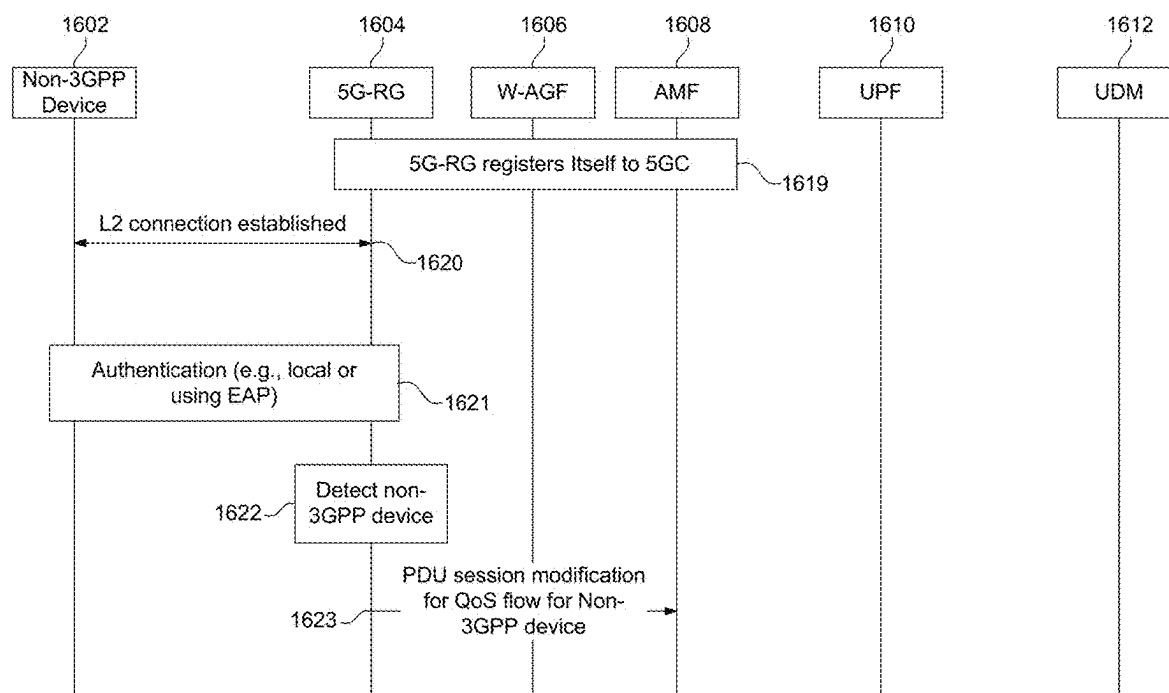 1602
1604
1606
1608
1610
1612
Non-3GPP
Device
5G-RG
W-AGF
AMF
UPF
UDM
5G-RG registers Itself to 5GC
1619
L2 connection established
1620
Authentication (e.g., local or
using EAP)
1621
Detect non-
3GPP device
1622
PDU session modification
for QoS flow for Non-
3GPP device
1623